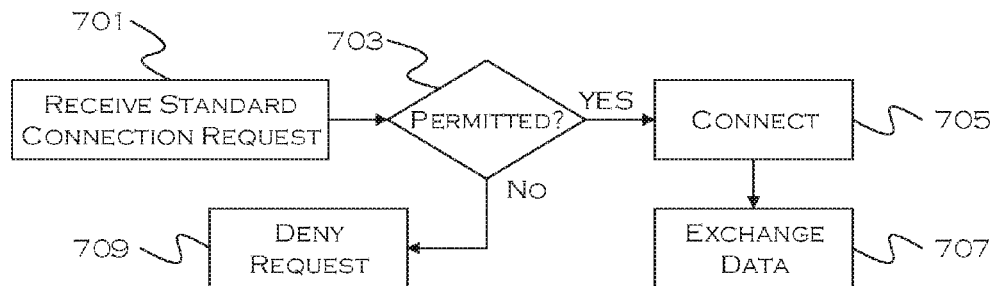 701
703
RECEIVE STANDARD
CONNECTION REQUEST
PERMITTED?
YES
CONNECT
705
NO
709
DENY
REQUEST
EXCHANGE
DATA
707